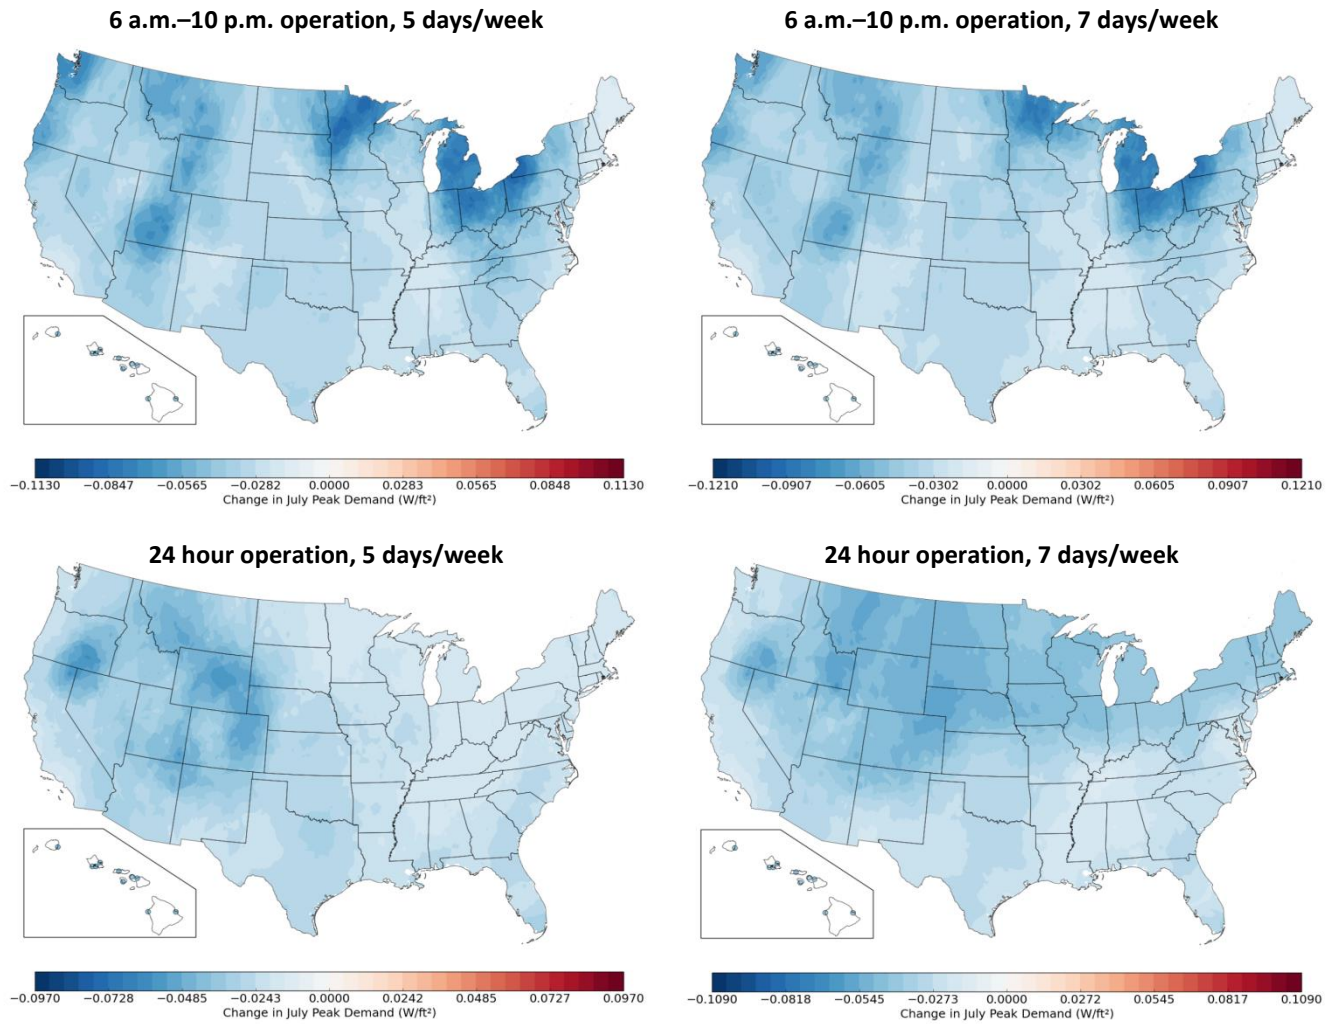 6 a.m.–10 p.m. operation, 5 days/week
6 a.m.–10 p.m. operation, 7 days/week
−0.1130 −0.0847 −0.0565 −0.0282 0.0000 0.0283 0.0565 0.0848 0.1130
Change in July Peak Demand (W/ft²)
−0.1210 −0.0907 −0.0605 −0.0302 0.0000 0.0302 0.0605 0.0907 0.1210
Change in July Peak Demand (W/ft²)
24 hour operation, 5 days/week
24 hour operation, 7 days/week
−0.0970 −0.0728 −0.0485 −0.0243 0.0000 0.0242 0.0485 0.0727 0.0970
Change in July Peak Demand (W/ft²)
−0.1090 −0.0818 −0.0545 −0.0273 0.0000 0.0272 0.0545 0.0817 0.1090
Change in July Peak Demand (W/ft²)